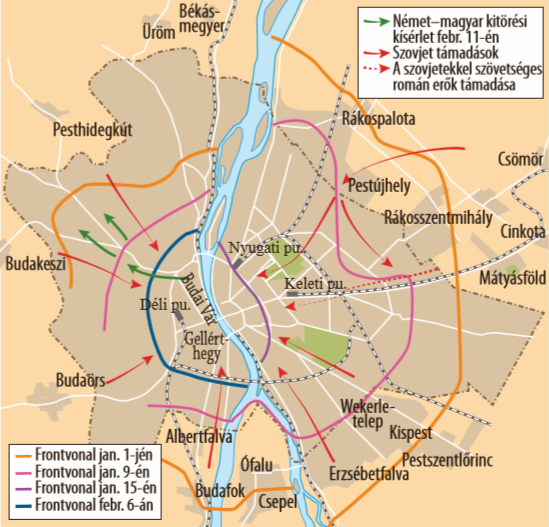 Békás-
megyer
Üröm
Német–magyar kitörési
kísérlet febr. 11-én
Szovjet támadások
A szovjetekkel szövetséges
román erők támadása
Pesthidegkút
Rákospalota
Csömör
Pestújhely
Rákosszentmihály
Cinkota
Budakeszi
Nyugati pu.
Mátyásföld
Keleti pu.
Budai Vár
Déli pu.
Gellért-
hegy
Budaörs
Wekerle-
telep
Kispest
Albertfalva
Pestszentlőrinc
Ófalu
Erzsébetfalva
Budafok
Csepel
Frontvonal jan. 1-jén
Frontvonal jan. 9-én
Frontvonal jan. 15-én
Frontvonal febr. 6-án